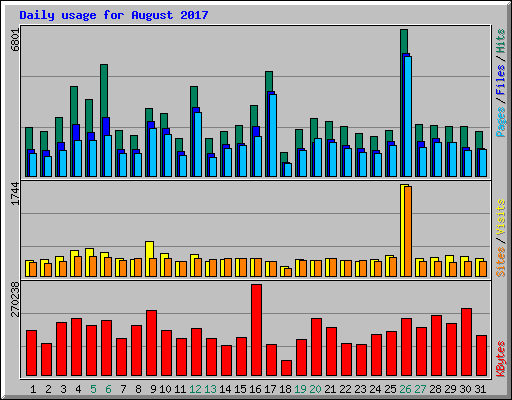 Daily usage for August 2017
6801
Pages / Files / Hits
1744
Sites / Visits
270238
KBytes
1 2 3 4 5 6 7 8 9 10 11 12 13 14 15 16 17 18 19 20 21 22 23 24 25 26 27 28 29 30 31